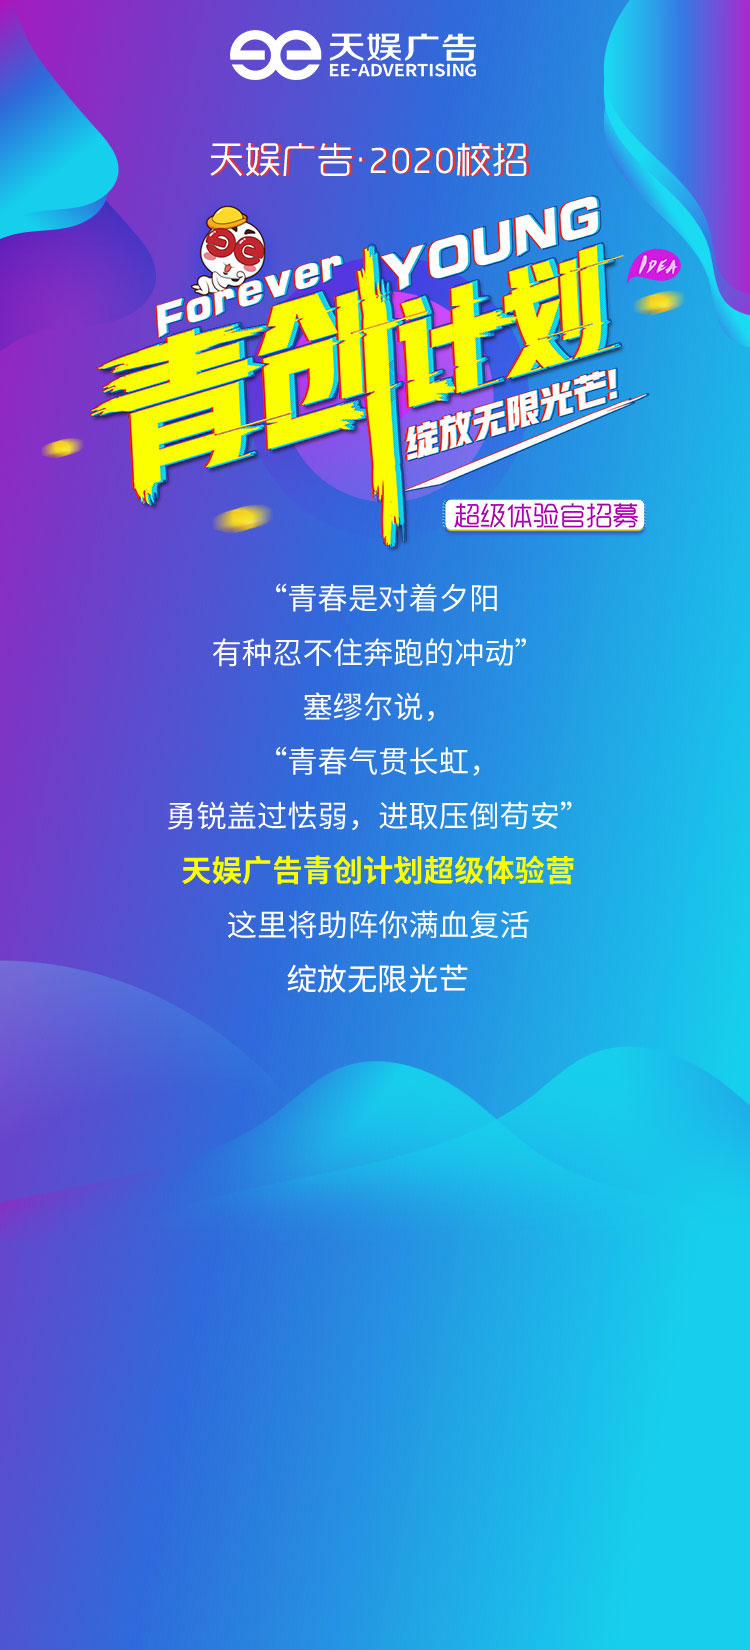 天娱广告
EE-ADVERTISING
天娱广告·2020校招
Forever YOUNG
IDEA
青创计划
绽放无限光芒!
超级体验官招募
“青春是对着夕阳
有种忍不住奔跑的冲动”
塞缪尔说，
“青春气贯长虹，
勇锐盖过怯弱，进取压倒苟安”
天娱广告青创计划超级体验营
这里将助阵你满血复活
绽放无限光芒